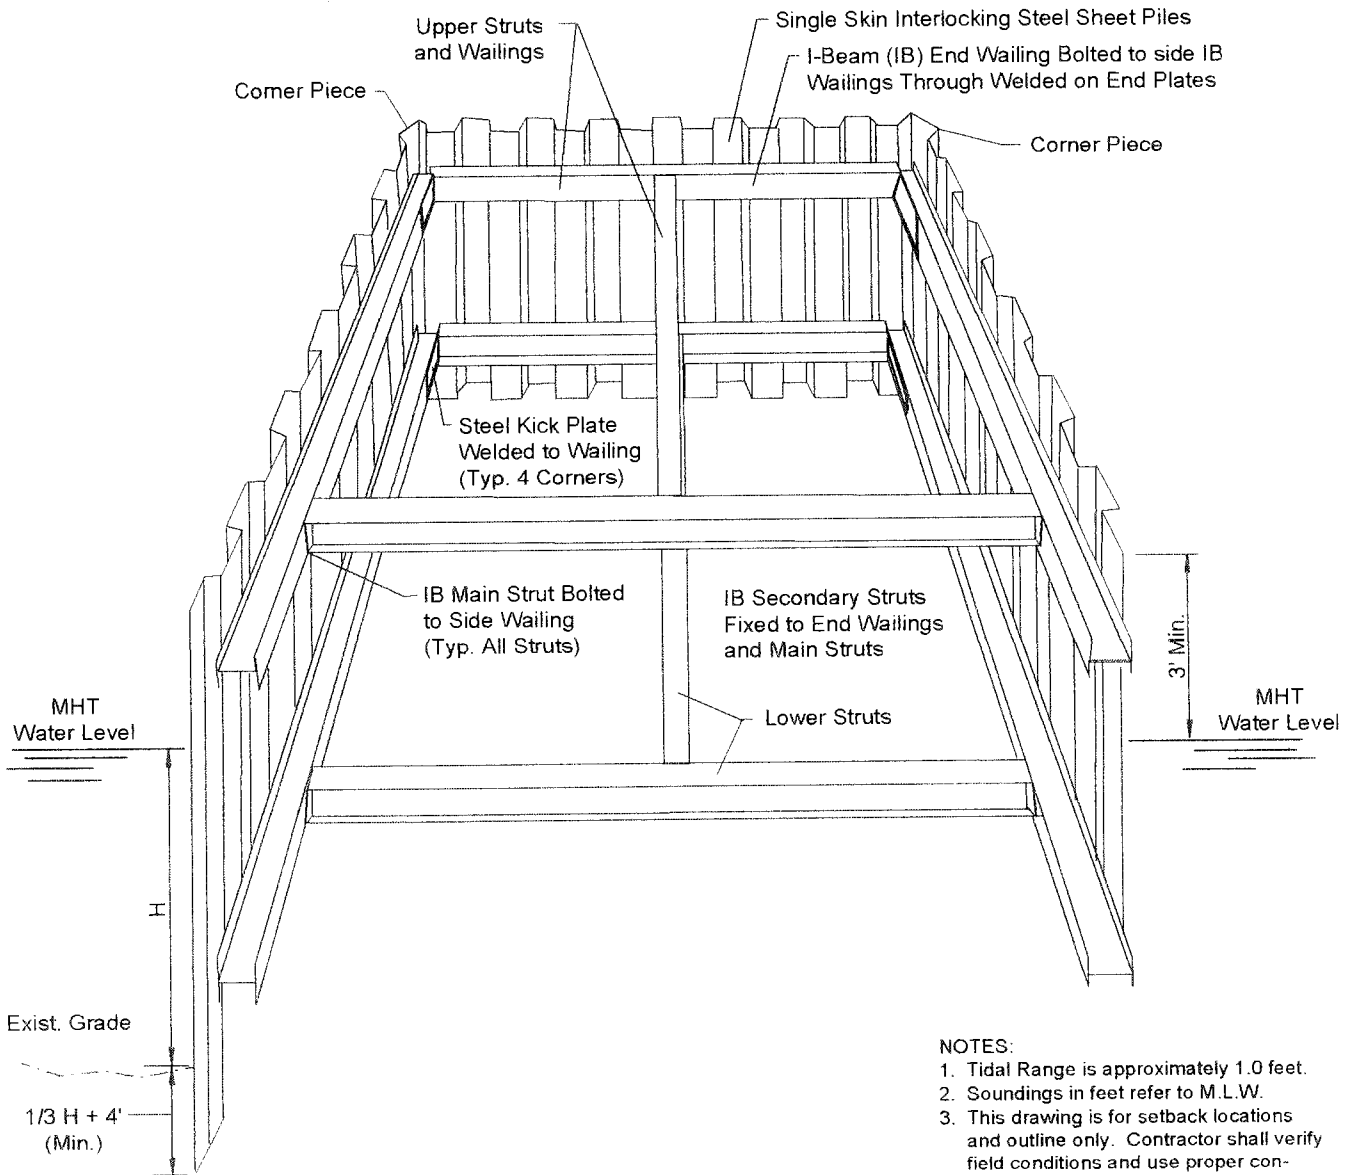 Upper Struts
and Wailings
Single Skin Interlocking Steel Sheet Piles
I-Beam (IB) End Wailing Bolted to side IB
Wailings Through Welded on End Plates
Corner Piece
Corner Piece
Steel Kick Plate
Welded to Wailing
(Typ. 4 Corners)
IB Main Strut Bolted
to Side Wailing
(Typ. All Struts)
IB Secondary Struts
Fixed to End Wailings
and Main Struts
3' Min.
MHT
Water Level
MHT
Water Level
Lower Struts
H
Exist. Grade
1/3 H + 4'
(Min.)
NOTES:
1. Tidal Range is approximately 1.0 feet.
2. Soundings in feet refer to M.L.W.
3. This drawing is for setback locations
and outline only. Contractor shall verify
field conditions and use proper con-